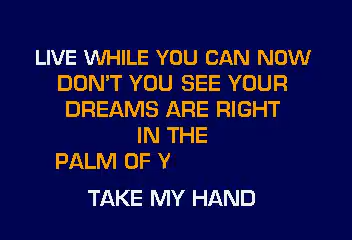 LIVE WHILE YOU CAN NOW
DON'T YOU SEE YOUR
DREAMS ARE RIGHT
IN THE
PALM OF Y
TAKE MY HAND